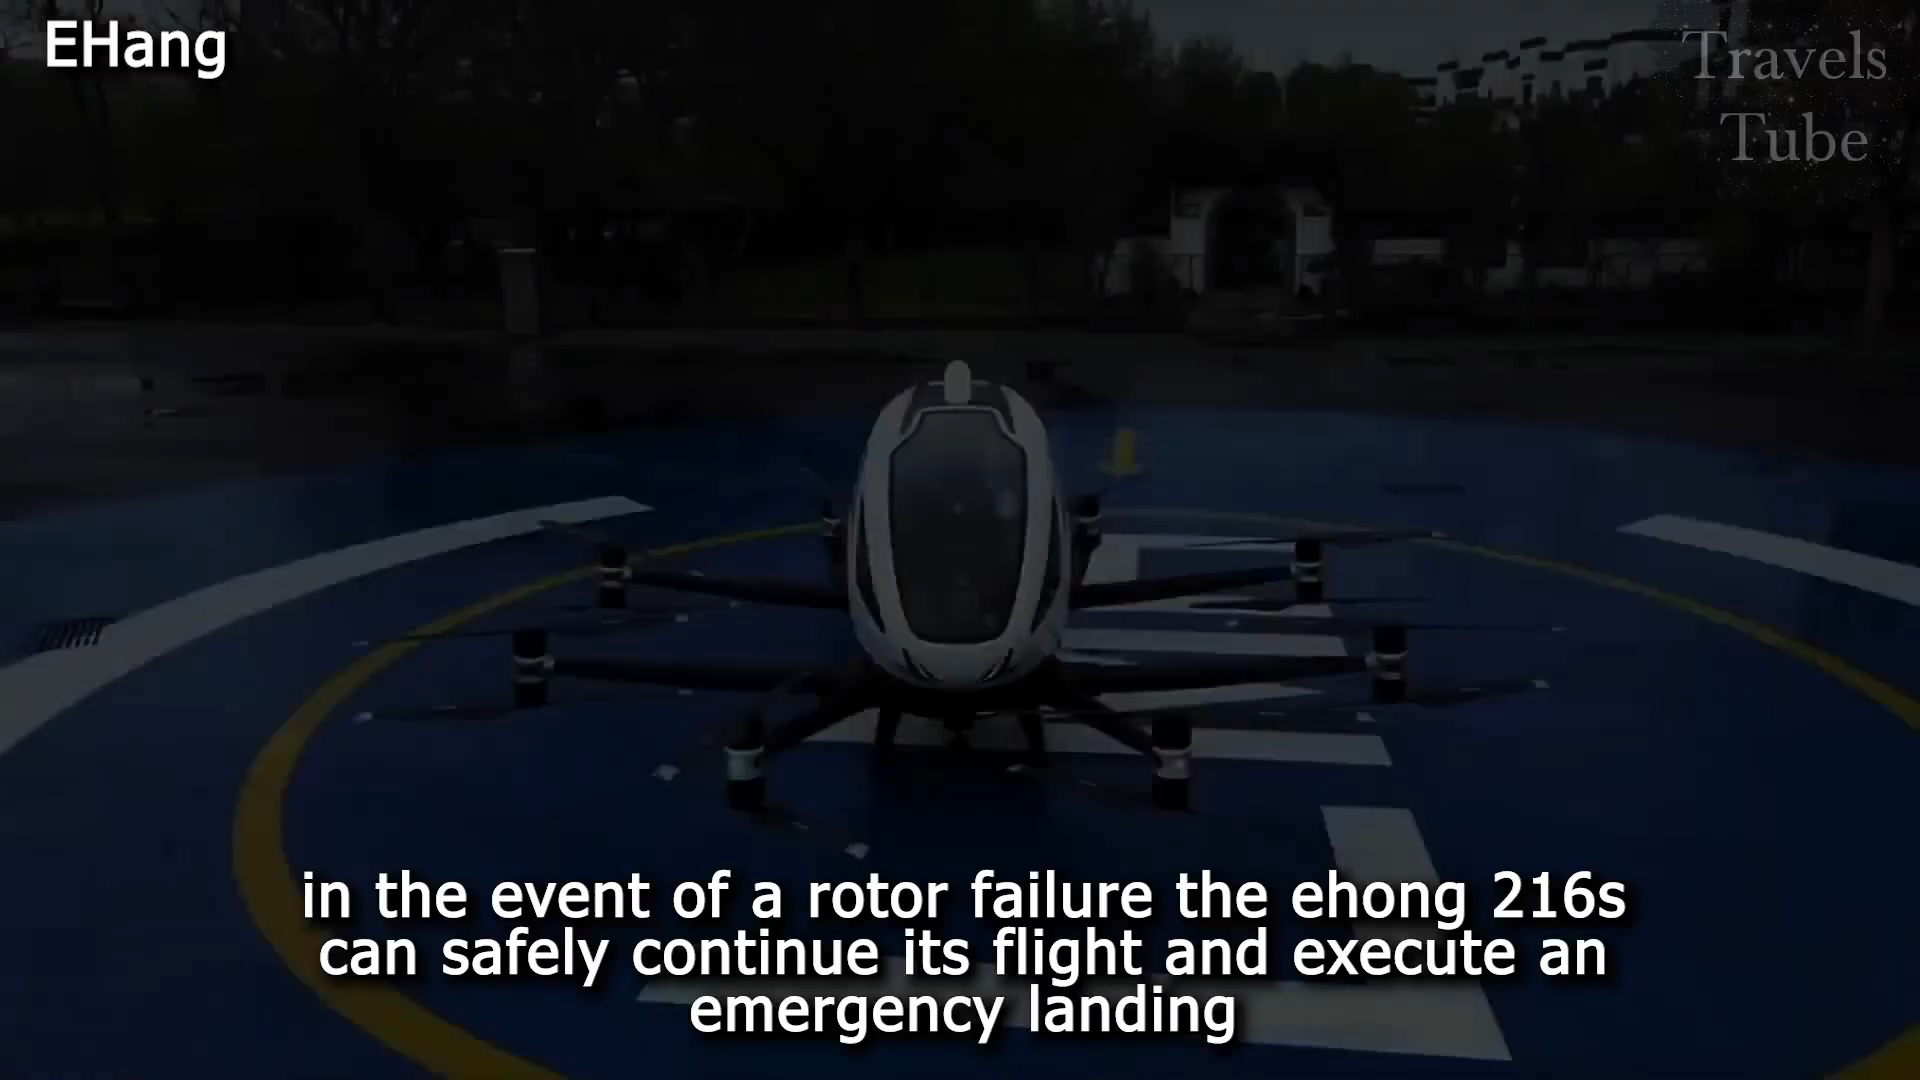 EHang
Travels
Tube
in the event of a rotor failure the ehong 216s
can safely continue its flight and execute an
emergency landing